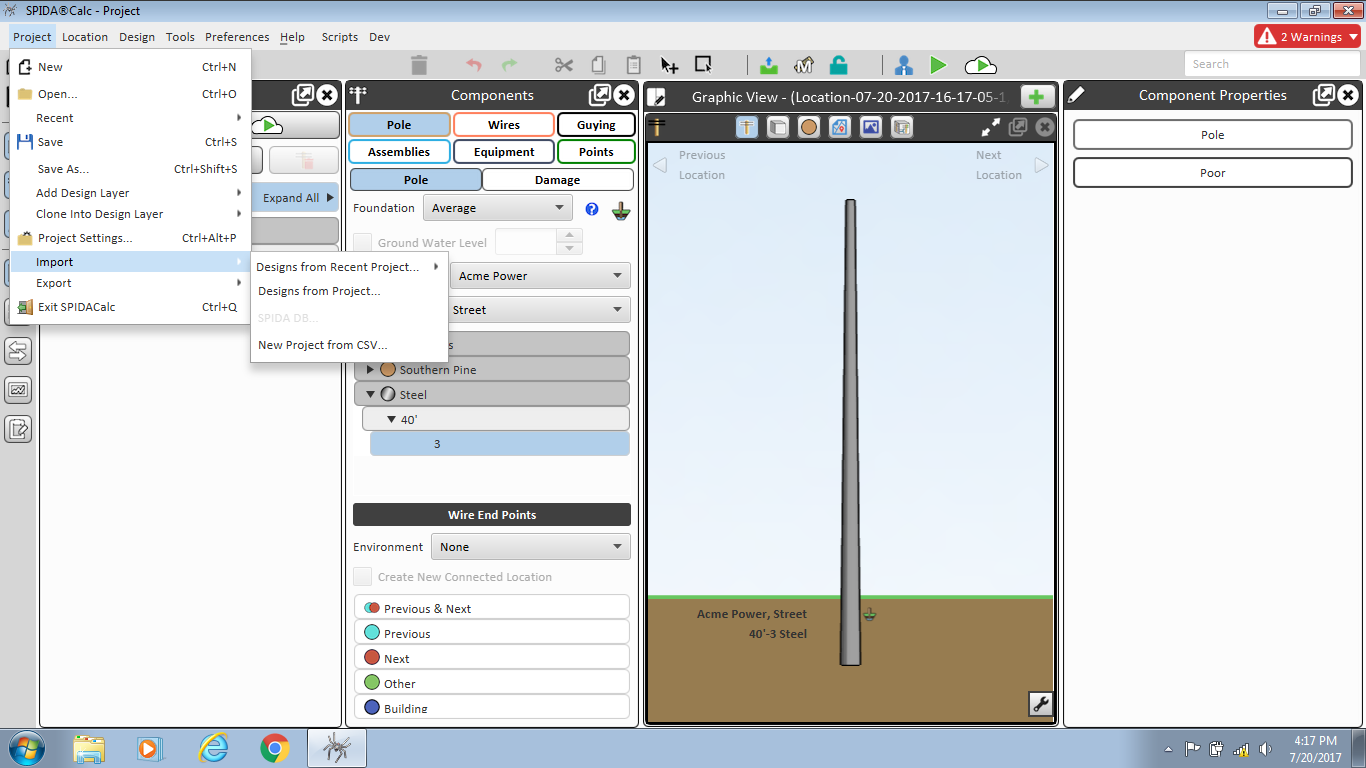 SPIDA®Calc - Project
Project Location Design Tools Preferences Help Scripts Dev
2 Warnings
New Ctrl+N
Open... Ctrl+O
Recent
Save Ctrl+S
Save As... Ctrl+Shift+S
Add Design Layer
Clone Into Design Layer
Project Settings... Ctrl+Alt+P
Import
Export
Exit SPIDACalc Ctrl+Q
Designs from Recent Project...
Designs from Project...
SPIDA DB...
New Project from CSV...
Expand All
Search
Components
Pole Wires Guying
Assemblies Equipment Points
Pole Damage
Foundation Average
Ground Water Level
Acme Power
Street
s
Southern Pine
Steel
40'
3
Wire End Points
Environment None
Create New Connected Location
Previous & Next
Previous
Next
Other
Building
Graphic View - (Location-07-20-2017-16-17-05-1,
Previous
Location
Next
Location
Acme Power, Street
40'-3 Steel
Component Properties
Pole
Poor
4:17 PM
7/20/2017